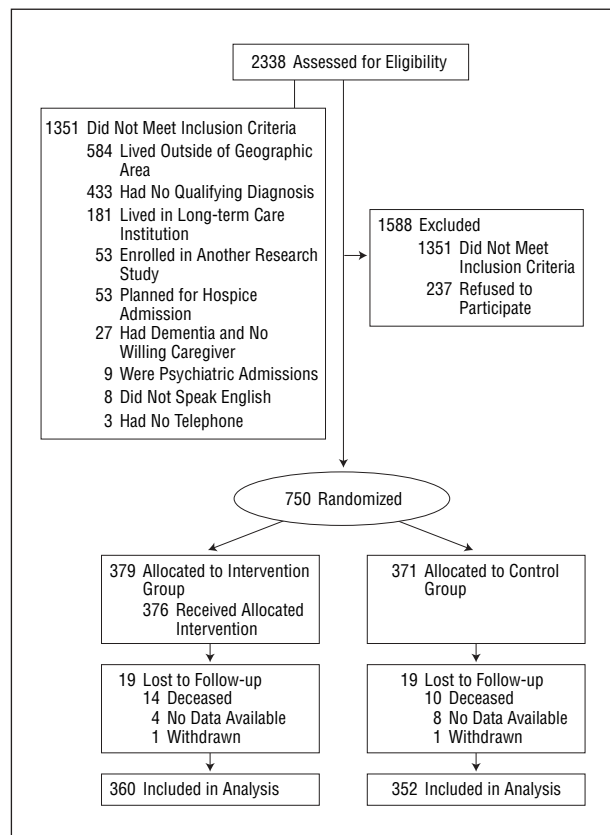 2338 Assessed for Eligibility
1351 Did Not Meet Inclusion Criteria
584 Lived Outside of Geographic
Area
433 Had No Qualifying Diagnosis
181 Lived in Long-term Care
Institution
53 Enrolled in Another Research
Study
53 Planned for Hospice
Admission
27 Had Dementia and No
Willing Caregiver
9 Were Psychiatric Admissions
8 Did Not Speak English
3 Had No Telephone
1588 Excluded
1351 Did Not Meet
Inclusion Criteria
237 Refused to
Participate
750 Randomized
379 Allocated to Intervention
Group
376 Received Allocated
Intervention
371 Allocated to Control
Group
19 Lost to Follow-up
14 Deceased
4 No Data Available
1 Withdrawn
19 Lost to Follow-up
10 Deceased
8 No Data Available
1 Withdrawn
360 Included in Analysis
352 Included in Analysis